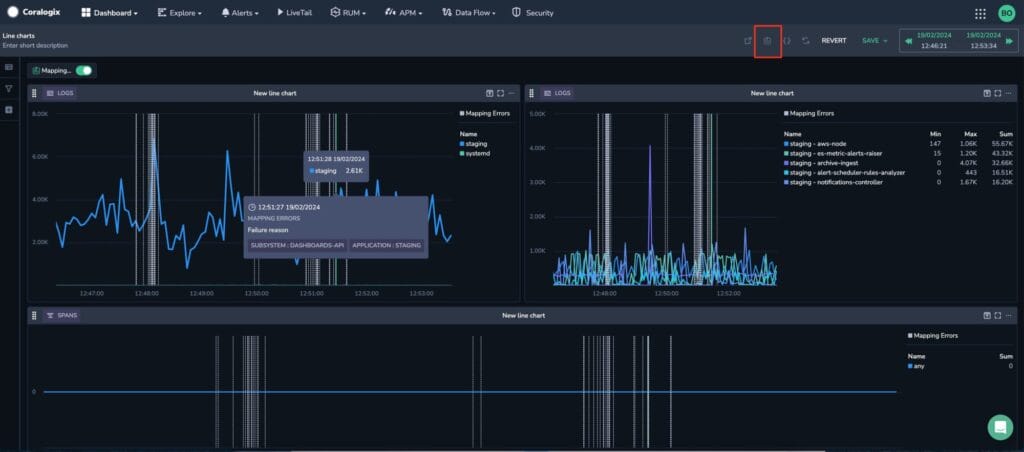 Coralogix Dashboard Explore Alerts LiveTail RUM APM Data Flow Security BO
Line charts
Enter short description
REVERT SAVE
19/02/2024 19/02/2024
12:46:21 12:53:34
Mapping...
LOGS New line chart
8.00K
6.00K
4.00K
2.00K
12:47:00 12:48:00 12:49:00 12:50:00 12:51:00 12:52:00 12:53:00
Mapping Errors
Name
staging
systemd
12:51:28 19/02/2024
staging 2.61K
12:51:27 19/02/2024
MAPPING ERRORS
Failure reason
SUBSYSTEM : DASHBOARDS-API APPLICATION : STAGING
LOGS New line chart
5.00K
4.00K
3.00K
2.00K
1.00K
12:48:00 12:50:00 12:52:00
Mapping Errors
Name Min Max Sum
staging - aws-node 147 1.06K 55.67K
staging - es-metric-alerts-raiser 15 1.20K 43.32K
staging - archive-ingest 0 4.07K 32.66K
staging - alert-scheduler-rules-analyzer 0 443 16.51K
staging - notifications-controller 0 1.67K 16.20K
SPANS New line chart
0
Mapping Errors
Name Sum
any 0